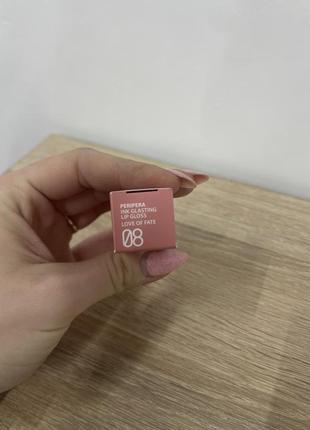 PERIPERA
INK GLASTING
LIP GLOSS
LOVE OF FATE
08